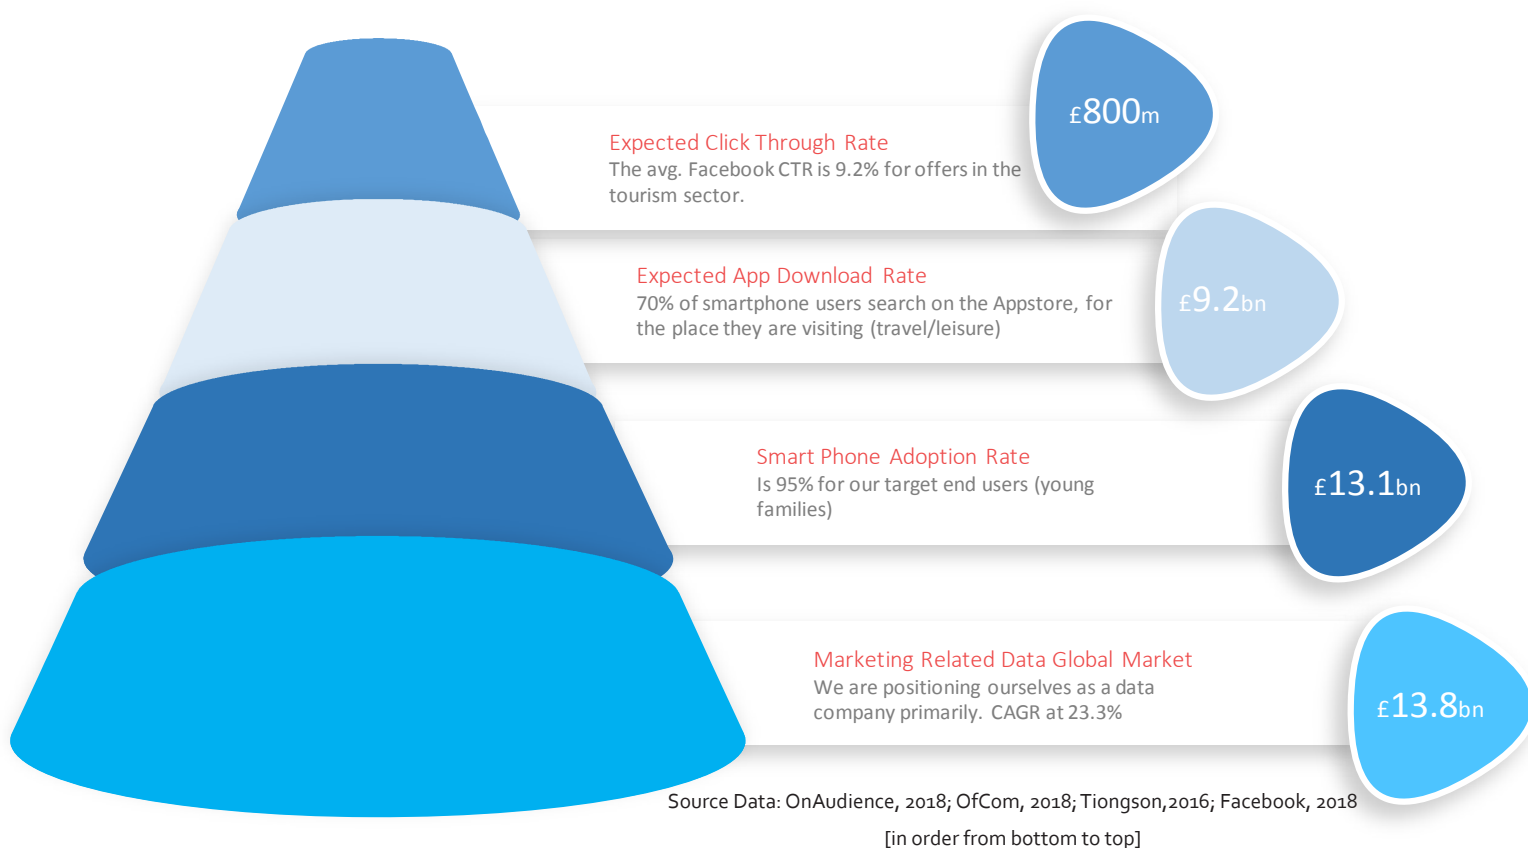 £800m
Expected Click Through Rate
The avg. Facebook CTR is 9.2% for offers in the
tourism sector.
£9.2bn
Expected App Download Rate
70% of smartphone users search on the Appstore, for
the place they are visiting (travel/leisure)
£13.1bn
Smart Phone Adoption Rate
Is 95% for our target end users (young
families)
£13.8bn
Marketing Related Data Global Market
We are positioning ourselves as a data
company primarily. CAGR at 23.3%
Source Data: OnAudience, 2018; OfCom, 2018; Tiongson,2016; Facebook, 2018
[in order from bottom to top]